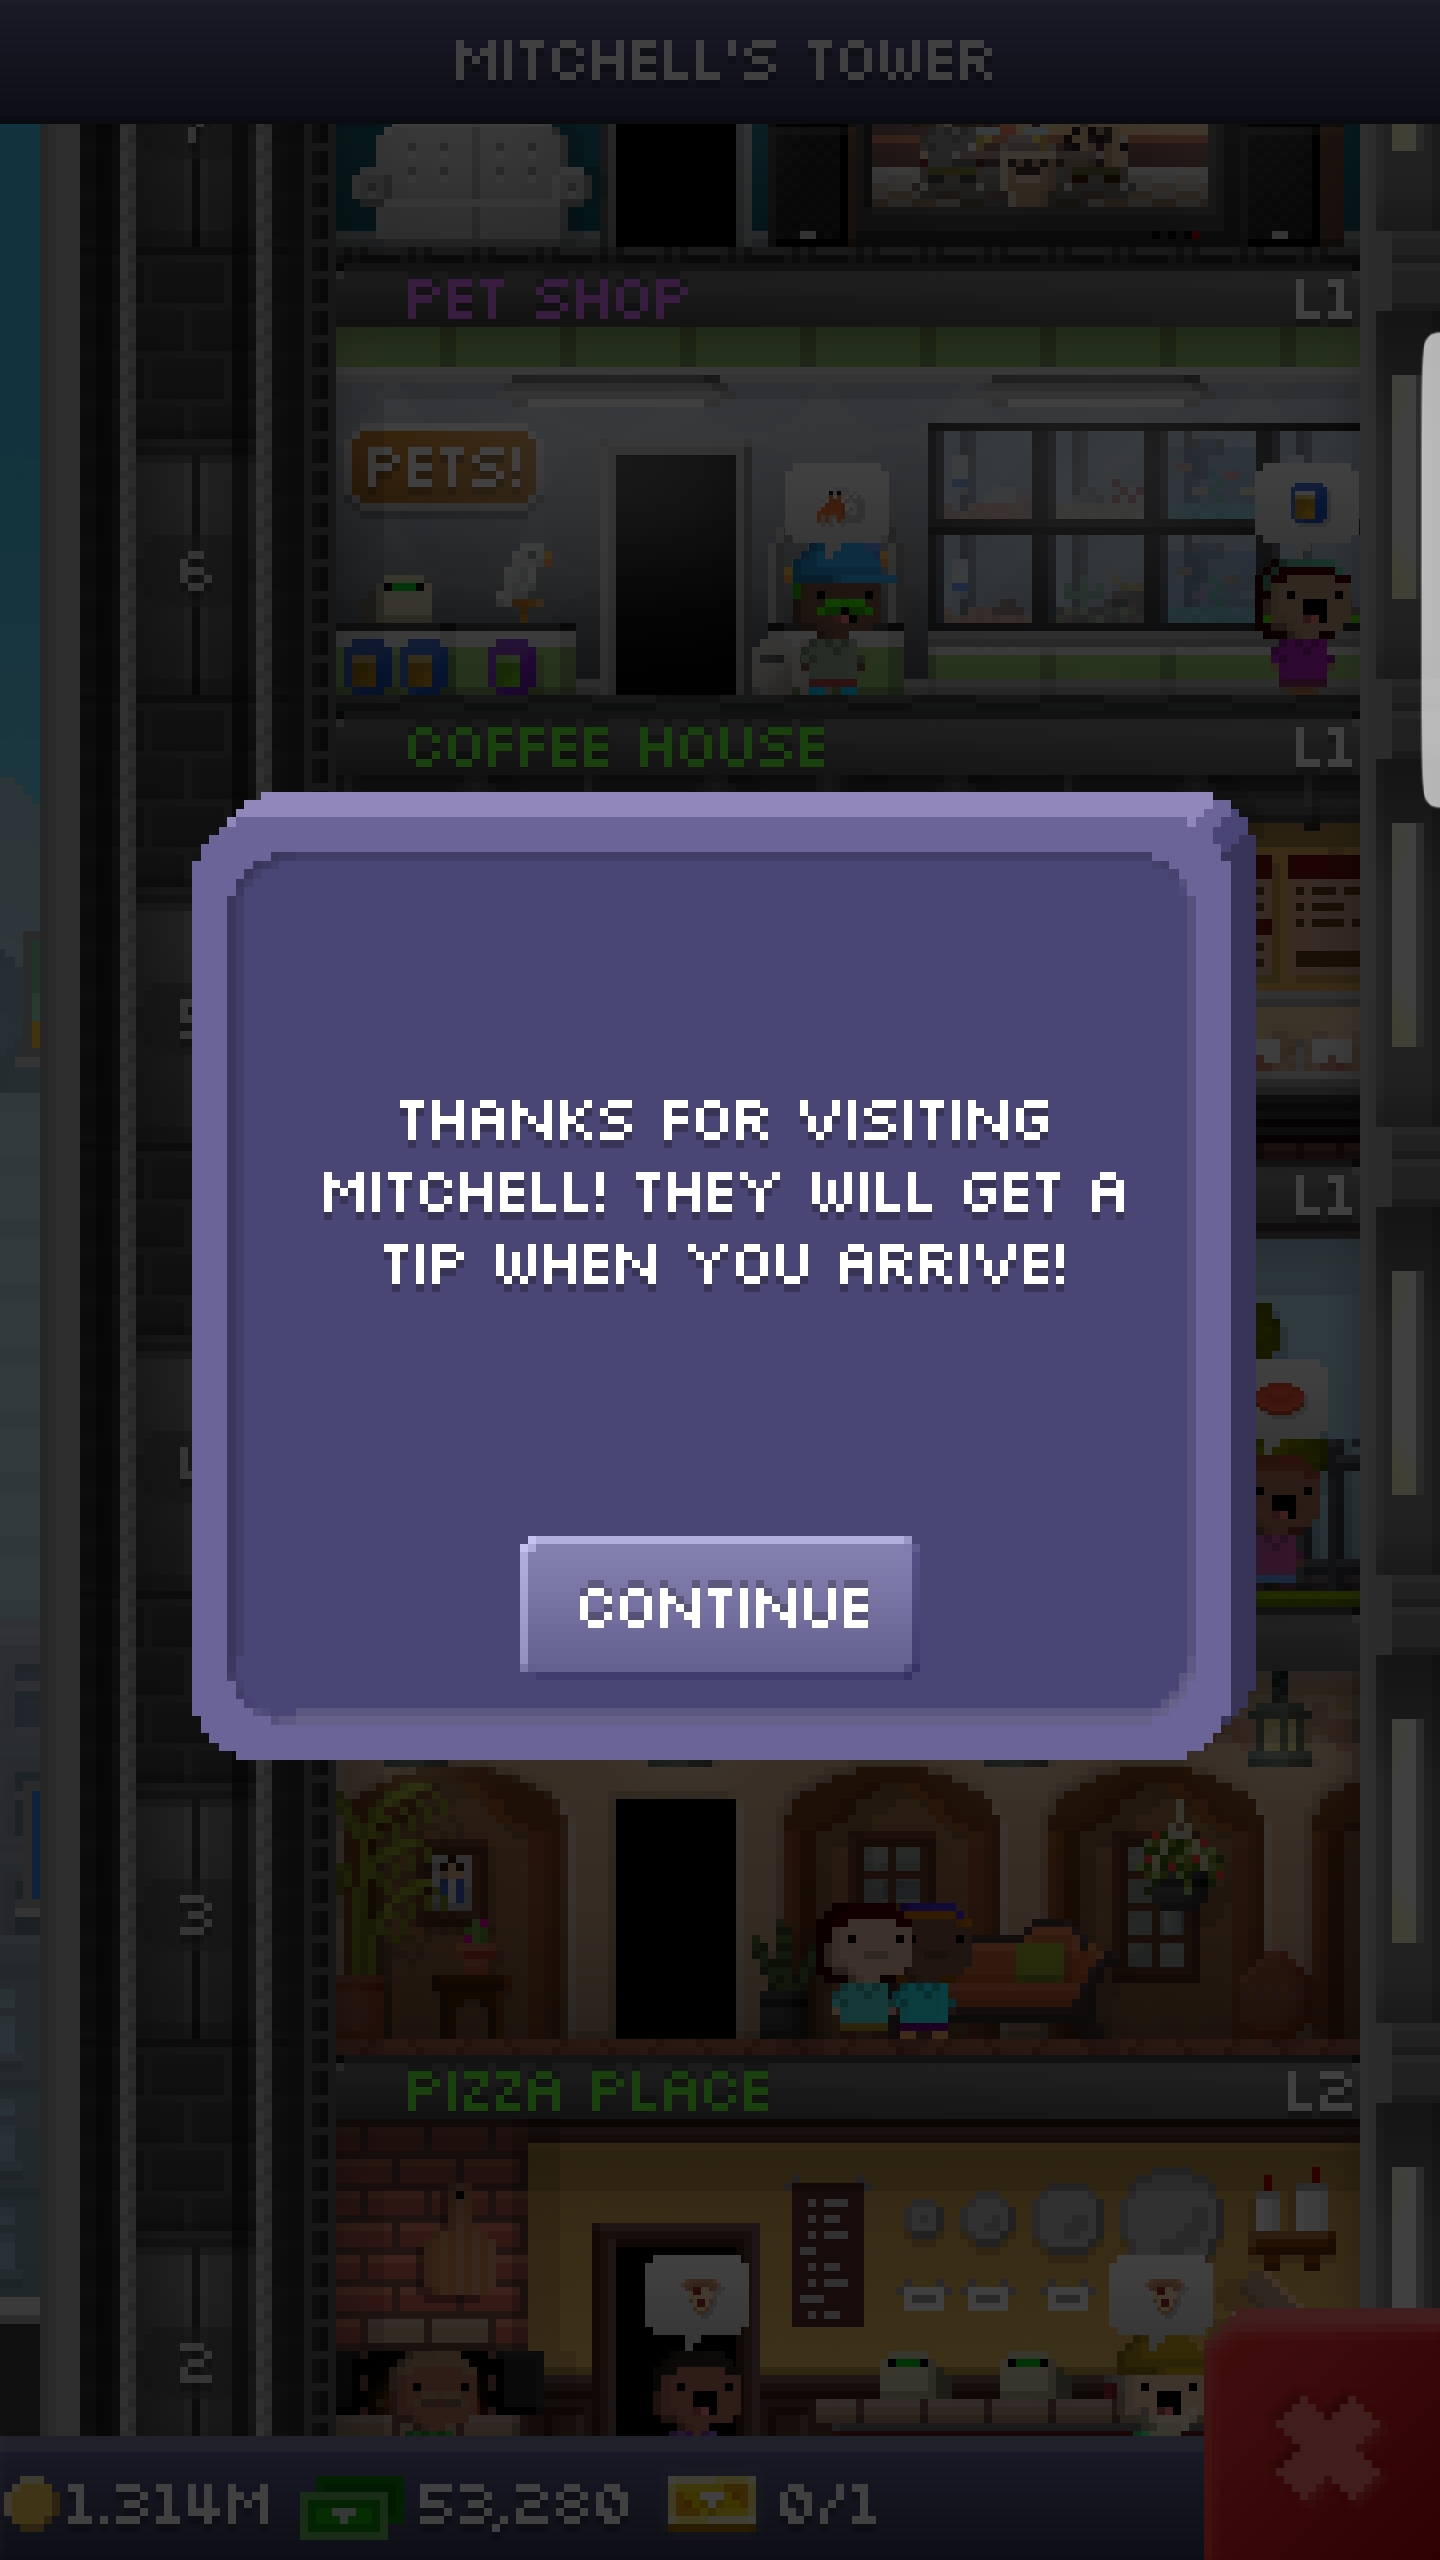 MITCHELL'S TOWER
PET SHOP L1
PETS!
6
COFFEE HOUSE L1
L1
THANKS FOR VISITING
MITCHELL! THEY WILL GET A
TIP WHEN YOU ARRIVE!
CONTINUE
3
PIZZA PLACE L2
2
1.314M 53,280 0/1